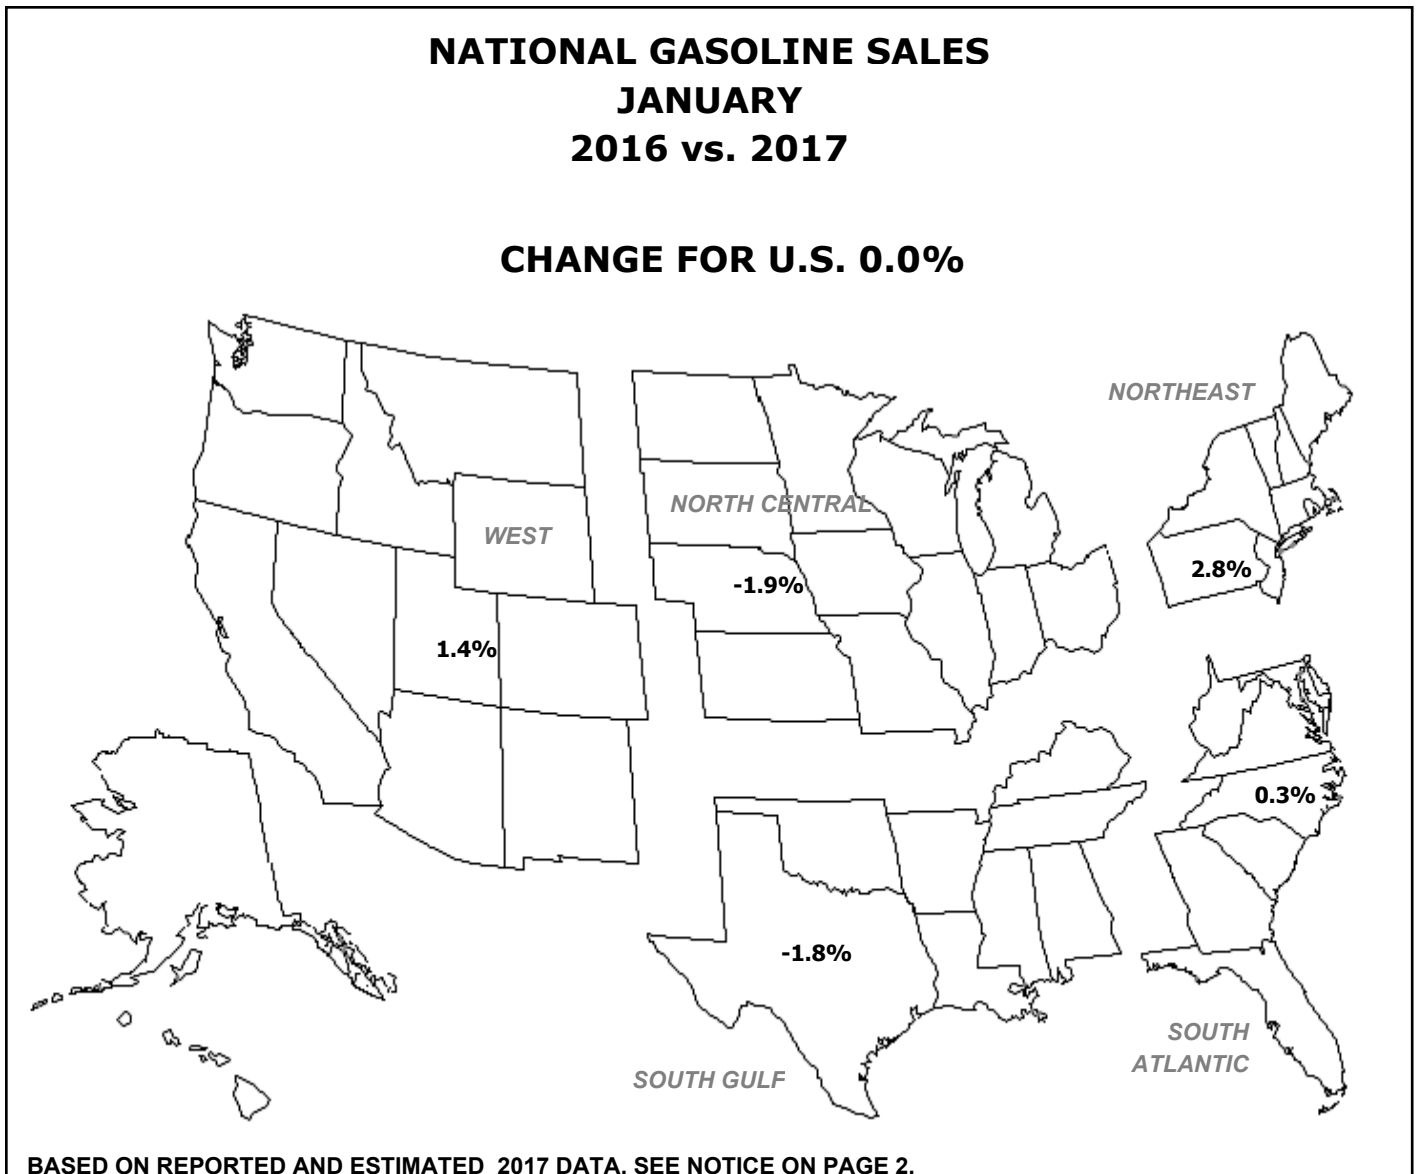 NATIONAL GASOLINE SALES
JANUARY
2016 vs. 2017
CHANGE FOR U.S. 0.0%
NORTHEAST
NORTH CENTRAL
WEST
2.8%
-1.9%
1.4%
0.3%
-1.8%
SOUTH
ATLANTIC
SOUTH GULF
BASED ON REPORTED AND ESTIMATED 2017 DATA. SEE NOTICE ON PAGE 2.